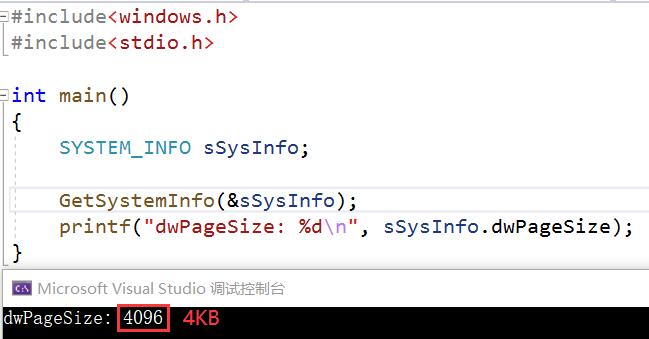 #include<windows.h>
#include<stdio.h>
int main()
{
SYSTEM_INFO sSysInfo;
GetSystemInfo(&sSysInfo);
printf("dwPageSize: %d\n", sSysInfo.dwPageSize);
}
Microsoft Visual Studio 调试控制台
dwPageSize: 4096 4KB